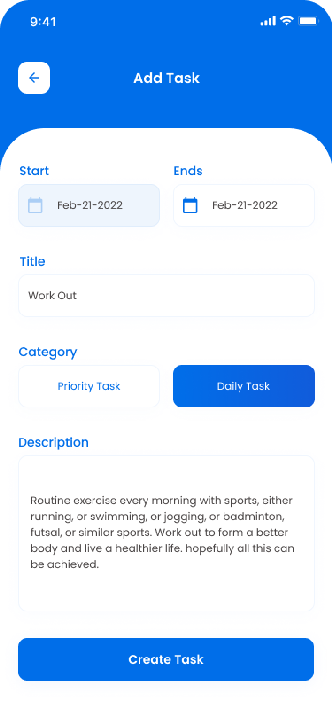 9:41
Add Task
Start
Ends
Feb-21-2022
Feb-21-2022
Title
Work Out
Category
Priority Task
Daily Task
Description
Routine exercise every morning with sports, either
running, or swimming, or jogging, or badminton,
futsal, or similar sports. Work out to form a better
body and live a healthier life. hopefully all this can
be achieved.
Create Task